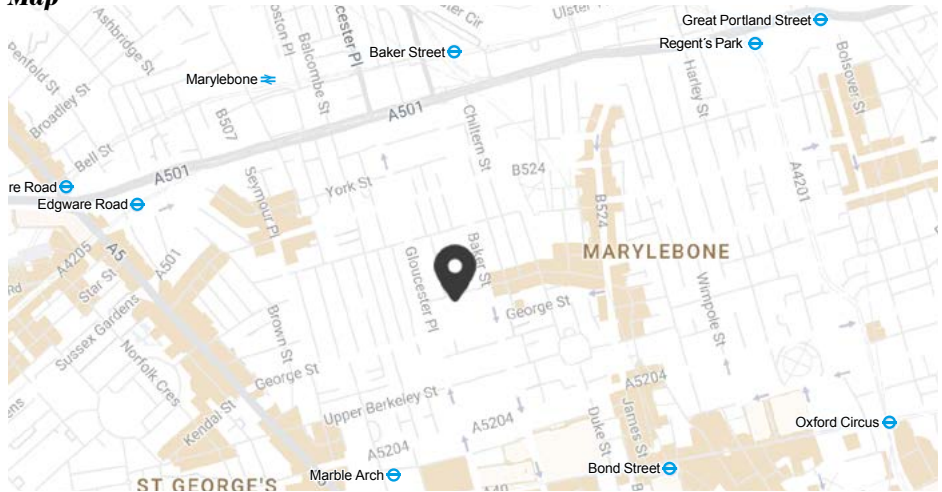 Map
Great Portland Street
Regent's Park
Baker Street
Marylebone
Ashbridge St
Penfold St
Broadley St
Bell St
Balcombe St
Ulster
B507
A501
A501
Chiltern St
Harley St
Bolsover St
A4201
B524
B524
York St
Seymour Pl
re Road
Edgware Road
A4205
Star St
A501
A5
Sussex Gardens
Norfolk Cres
Kendal St
Brown St
George St
Gloucester Pl
Baker St
George St
MARYLEBONE
Wimpole St
Upper Berkeley St
A5204
A5204
A5204
Duke St
James St
Oxford Circus
Bond Street
Marble Arch
ST GEORGE'S
Rd